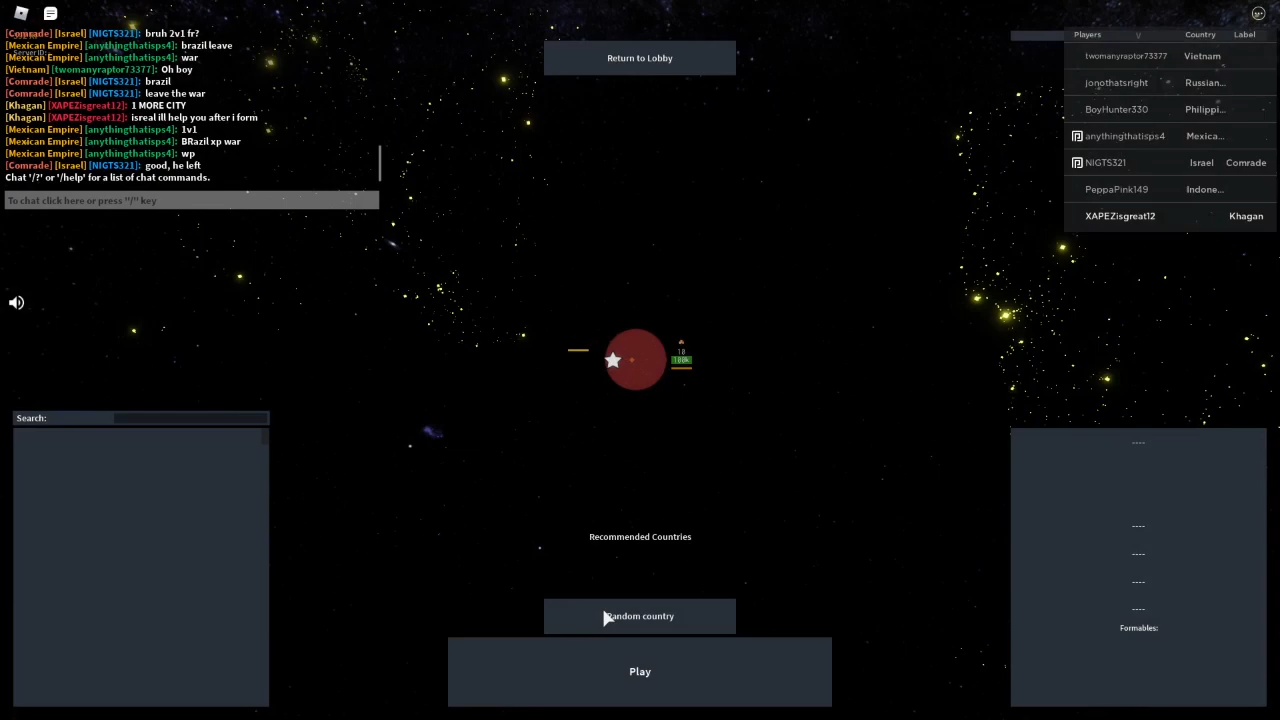 [Comrade] [Israel] [NIGTS321]: bruh 2v1 fr?
[Mexican Empire] [anythingthatisps4]: brazil leave
Server ID:
[Mexican Empire] [anythingthatisps4]: war
[Vietnam] [twomanyraptor73377]: Oh boy
[Comrade] [Israel] [NIGTS321]: brazil
[Comrade] [Israel] [NIGTS321]: leave the war
[Khagan] [XAPEZisgreat12]: 1 MORE CITY
[Khagan] [XAPEZisgreat12]: isreal ill help you after i form
[Mexican Empire] [anythingthatisps4]: 1v1
[Mexican Empire] [anythingthatisps4]: BRazil xp war
[Mexican Empire] [anythingthatisps4]: wp
[Comrade] [Israel] [NIGTS321]: good, he left
Chat '/?' or '/help' for a list of chat commands.
To chat click here or press "/" key
Return to Lobby
Players Country Label
twomanyraptor73377 Vietnam
jonothatsright Russian...
BoyHunter330 Philippi...
anythingthatisps4 Mexica...
NIGTS321 Israel Comrade
PeppaPink149 Indone...
XAPEZisgreat12 Khagan
10
100k
Search:
Recommended Countries
Random country
Play
----
----
----
----
----
Formables: